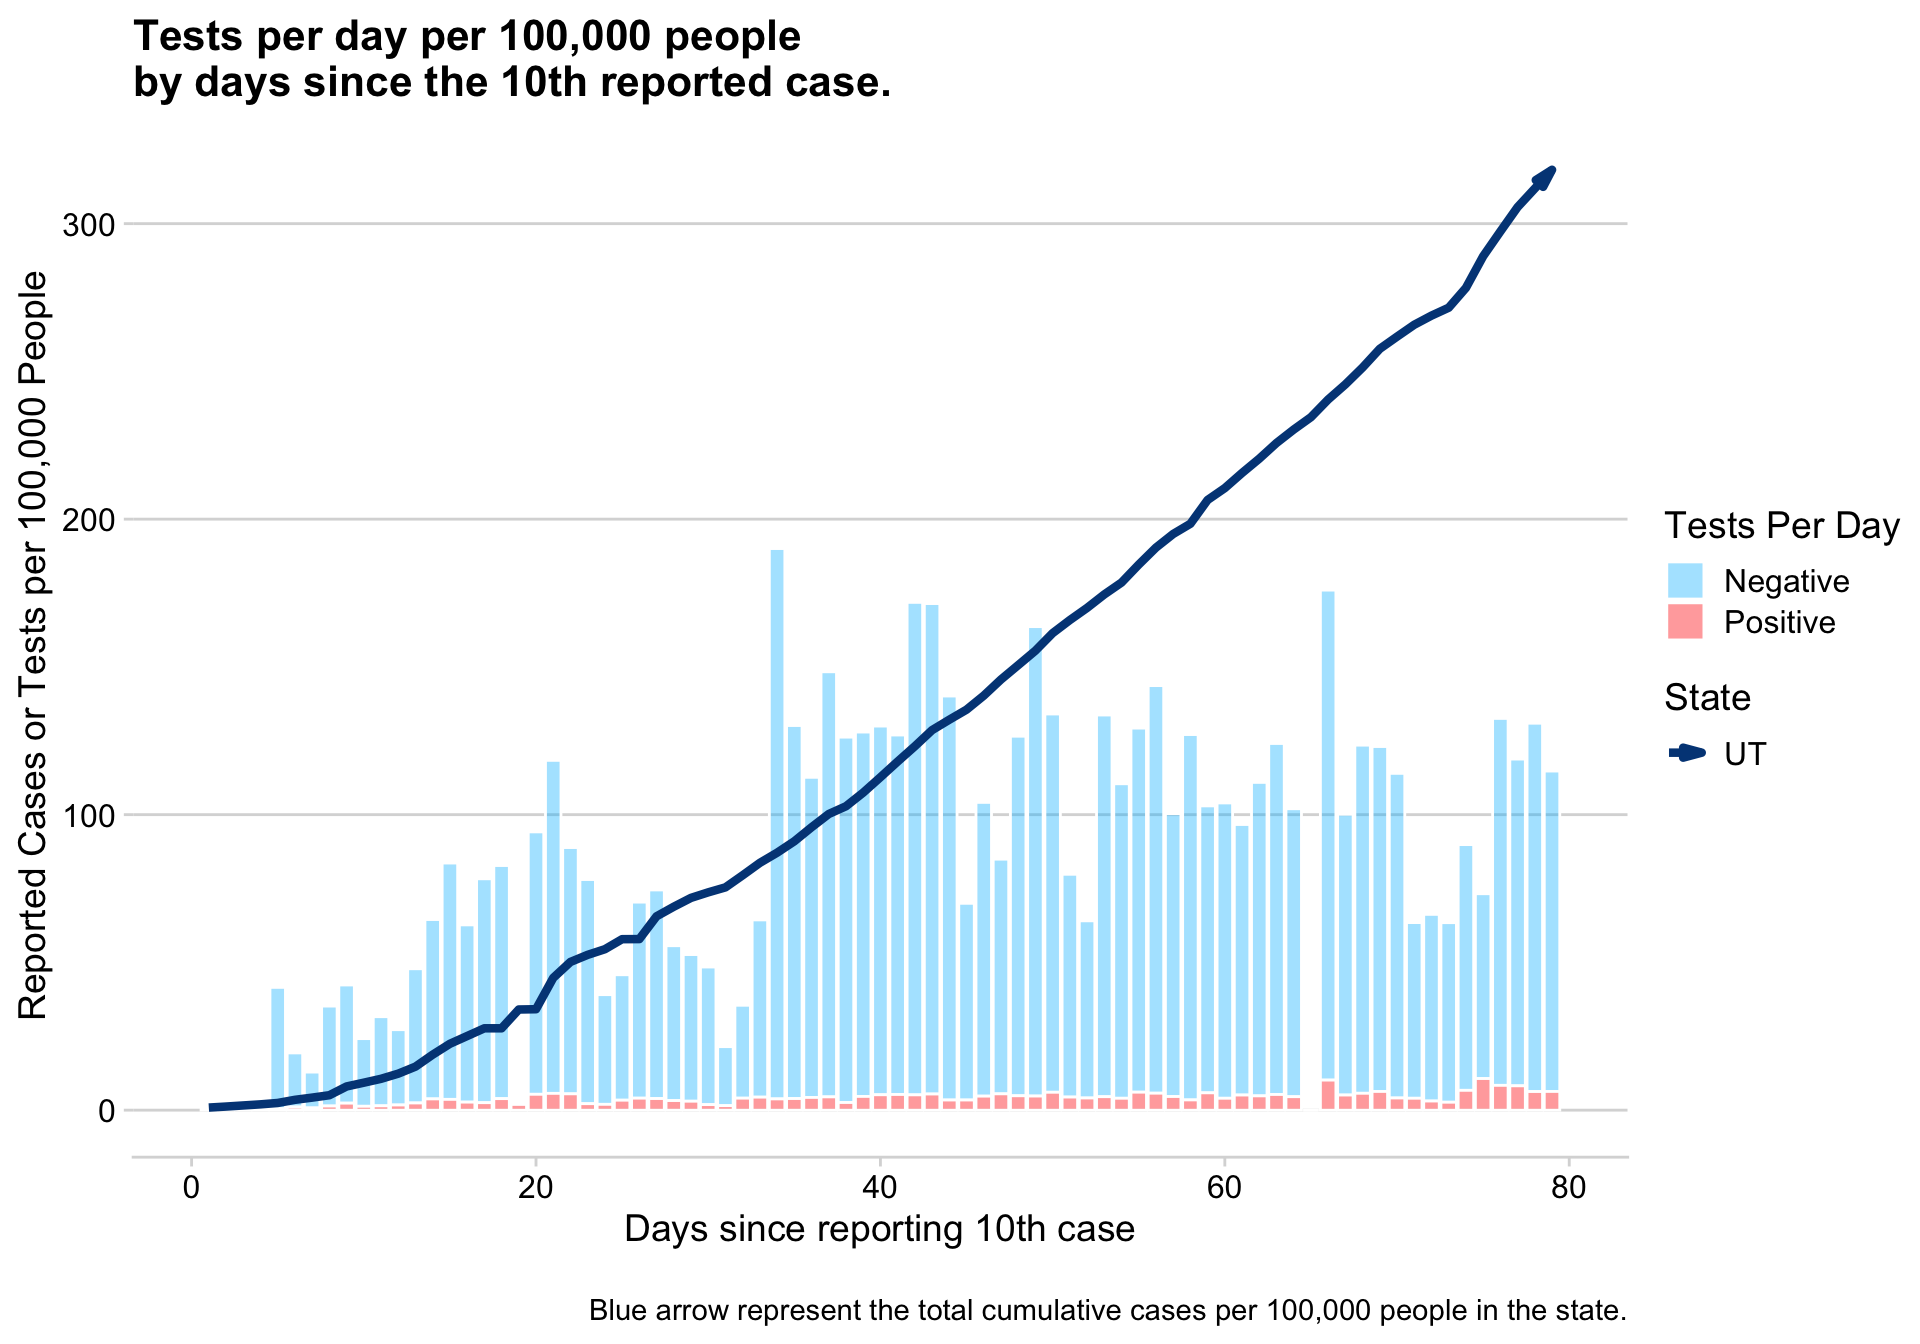 Tests per day per 100,000 people
by days since the 10th reported case.
Reported Cases or Tests per 100,000 People
300
200
100
0
0
20
40
60
80
Days since reporting 10th case
Tests Per Day
Negative
Positive
State
UT
Blue arrow represent the total cumulative cases per 100,000 people in the state.